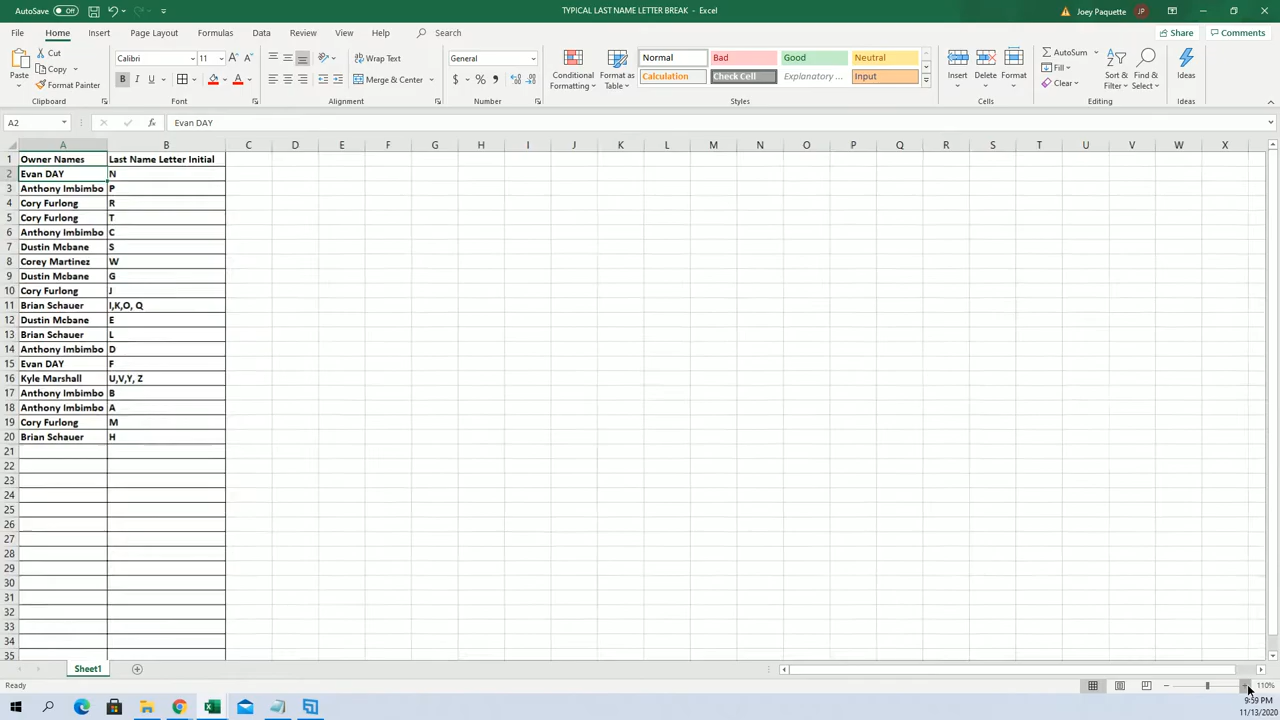 AutoSave Off TYPICAL LAST NAME LETTER BREAK - Excel Joey Paquette JP
File Home Insert Page Layout Formulas Data Review View Help Search Share Comments
Paste Cut Copy Format Painter Clipboard
Calibri 11 B I U A Font
Wrap Text Merge & Center Alignment
General $ % , Number
Conditional Formatting Format as Table
Normal Bad Good Neutral
Calculation Check Cell Explanatory ... Input
Styles
Insert Delete Format Cells
AutoSum Fill Clear Sort & Filter Find & Select Editing
Ideas Ideas
A2 fx Evan DAY
A B C D E F G H I J K L M N O P Q R S T U V W X
1 Owner Names Last Name Letter Initial
2 Evan DAY N
3 Anthony Imbimbo P
4 Cory Furlong R
5 Cory Furlong T
6 Anthony Imbimbo C
7 Dustin Mcbane S
8 Corey Martinez W
9 Dustin Mcbane G
10 Cory Furlong J
11 Brian Schauer I,K,O, Q
12 Dustin Mcbane E
13 Brian Schauer L
14 Anthony Imbimbo D
15 Evan DAY F
16 Kyle Marshall U,V,Y, Z
17 Anthony Imbimbo B
18 Anthony Imbimbo A
19 Cory Furlong M
20 Brian Schauer H
21
22
23
24
25
26
27
28
29
30
31
32
33
34
35
Sheet1
Ready 110%
9:59 PM
11/13/2020